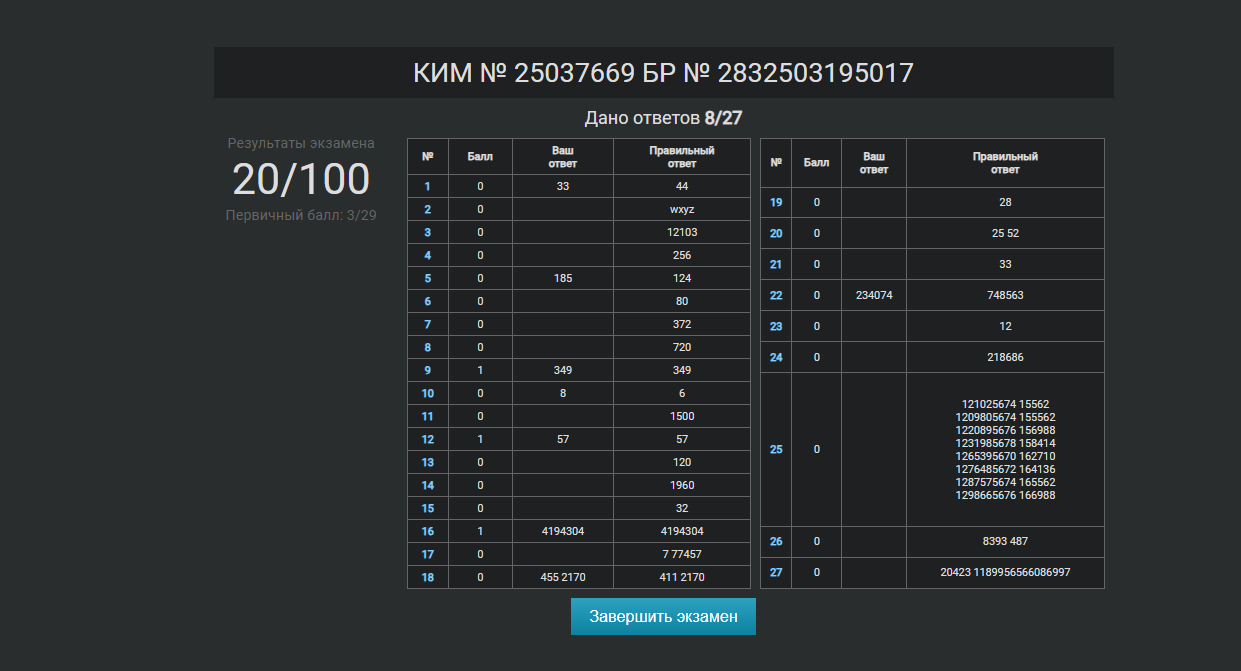 КИМ № 25037669 БР № 2832503195017
Дано ответов 8/27
Результаты экзамена
20/100
Первичный балл: 3/29
№ Балл Ваш ответ Правильный ответ
1 0 33 44
2 0 wxyz
3 0 12103
4 0 256
5 0 185 124
6 0 80
7 0 372
8 0 720
9 1 349 349
10 0 8 6
11 0 1500
12 1 57 57
13 0 120
14 0 1960
15 0 32
16 1 4194304 4194304
17 0 7 77457
18 0 455 2170 411 2170
№ Балл Ваш ответ Правильный ответ
19 0 28
20 0 25 52
21 0 33
22 0 234074 748563
23 0 12
24 0 218686
25 0
121025674 15562
1209805674 155562
1220895676 156988
1231985678 158414
1265395670 162710
1276485672 164136
1287575674 165562
1298665676 166988
26 0 8393 487
27 0 20423 1189956566086997
Завершить экзамен